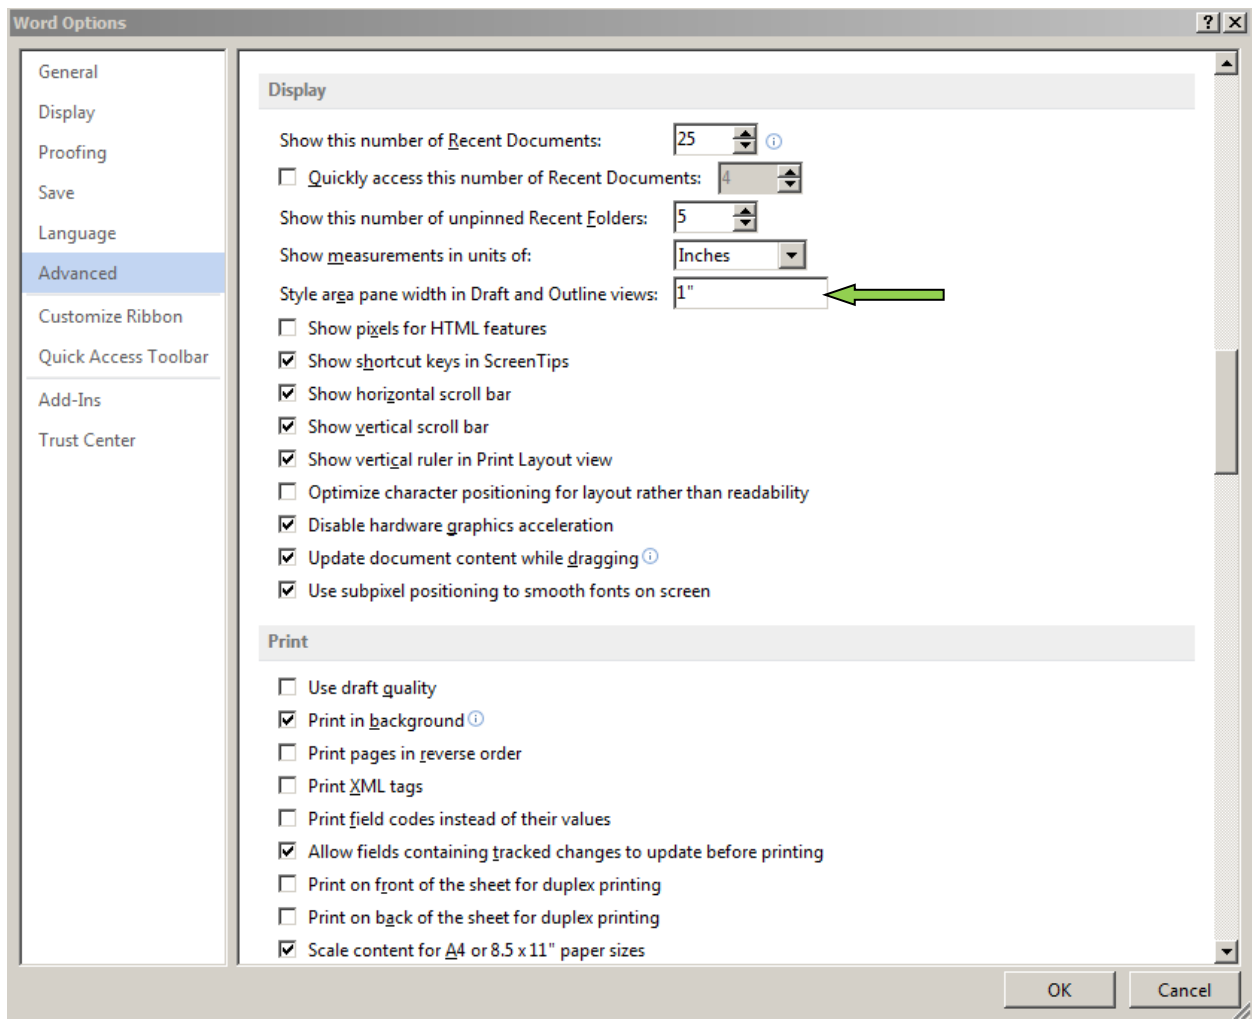 Word Options
General
Display
Proofing
Save
Language
Advanced
Customize Ribbon
Quick Access Toolbar
Add-Ins
Trust Center
Display
Show this number of Recent Documents: 25
Quickly access this number of Recent Documents: 4
Show this number of unpinned Recent Folders: 5
Show measurements in units of: Inches
Style area pane width in Draft and Outline views: 1"
Show pixels for HTML features
Show shortcut keys in ScreenTips
Show horizontal scroll bar
Show vertical scroll bar
Show vertical ruler in Print Layout view
Optimize character positioning for layout rather than readability
Disable hardware graphics acceleration
Update document content while dragging
Use subpixel positioning to smooth fonts on screen
Print
Use draft quality
Print in background
Print pages in reverse order
Print XML tags
Print field codes instead of their values
Allow fields containing tracked changes to update before printing
Print on front of the sheet for duplex printing
Print on back of the sheet for duplex printing
Scale content for A4 or 8.5 x 11" paper sizes
OK
Cancel